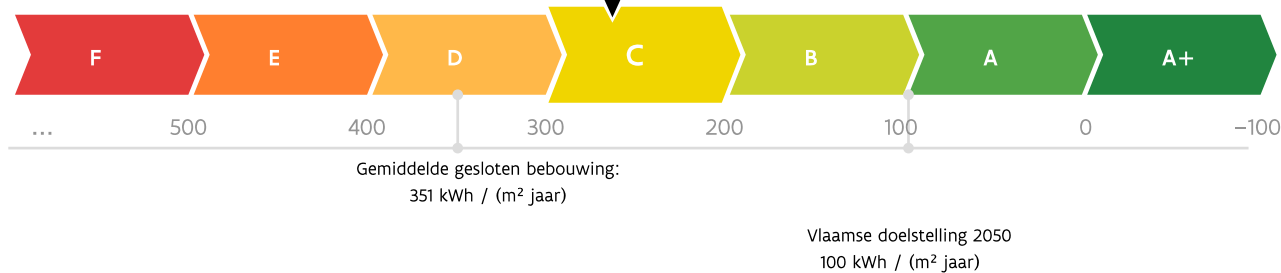 F E D C B A A+
... 500 400 300 200 100 0 –100
Gemiddelde gesloten bebouwing:
351 kWh / (m² jaar)
Vlaamse doelstelling 2050
100 kWh / (m² jaar)